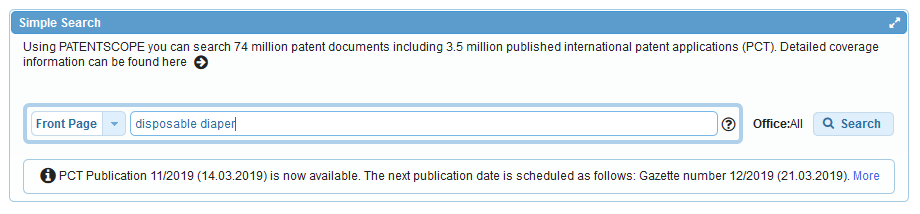 Simple Search
Using PATENTSCOPE you can search 74 million patent documents including 3.5 million published international patent applications (PCT). Detailed coverage
information can be found here
Front Page disposable diaper Office:All Search
PCT Publication 11/2019 (14.03.2019) is now available. The next publication date is scheduled as follows: Gazette number 12/2019 (21.03.2019). More